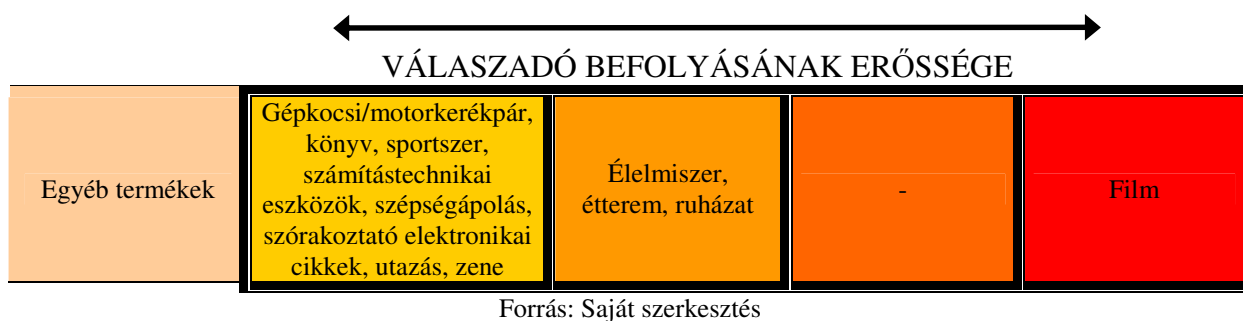 VÁLASZADÓ BEFOLYÁSÁNAK ERŐSSÉGE
Egyéb termékek
Gépkocsi/motorkerékpár,
könyv, sportszer,
számítástechnikai
eszközök, szépségápolás,
szórakoztató elektronikai
cikkek, utazás, zene
Élelmiszer,
étterem, ruházat
-
Film
Forrás: Saját szerkesztés